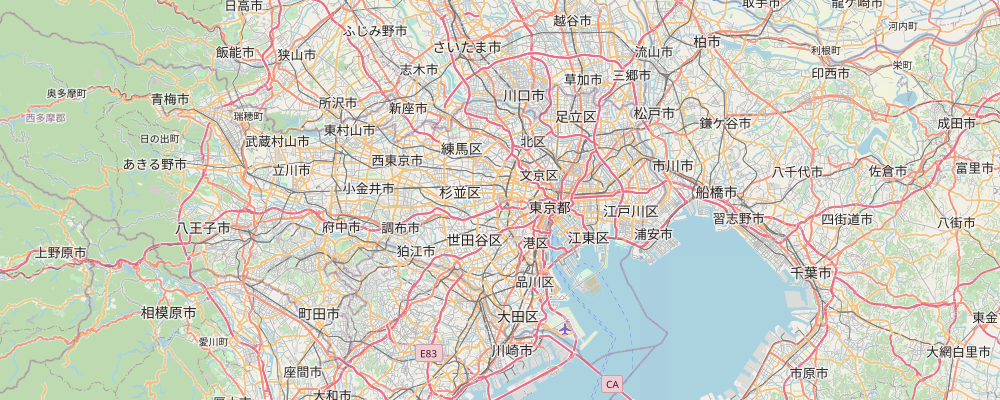 日高市
ふじみ野市
越谷市
取手市
龍ケ崎市
飯能市
狭山市
さいたま市
流山市
柏市
河内町
利根町
栄町
志木市
草加市
三郷市
印西市
奥多摩町
青梅市
所沢市
新座市
川口市
西多摩郡
瑞穂町
足立区
松戸市
鎌ケ谷市
成田市
日の出町
武蔵村山市
東村山市
練馬区
北区
あきる野市
立川市
西東京市
文京区
市川市
八千代市
佐倉市
富里市
小金井市
杉並区
船橋市
東京都
江戸川区
習志野市
四街道市
八街市
八王子市
府中市
調布市
世田谷区
港区
江東区
浦安市
上野原市
狛江市
千葉市
品川区
相模原市
町田市
大田区
東金
愛川町
川崎市
E83
大網白里市
座間市
市原市
CA
大和市